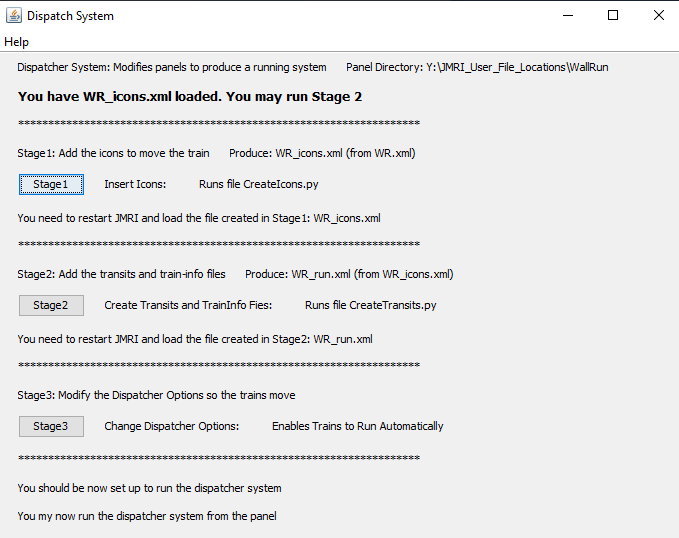 Dispatch System
Help
Dispatcher System: Modifies panels to produce a running system Panel Directory: Y:\JMRI_User_File_Locations\WallRun
You have WR_icons.xml loaded. You may run Stage 2
*******************************************************************
Stage1: Add the icons to move the train Produce: WR_icons.xml (from WR.xml)
Stage1 Insert Icons: Runs file CreateIcons.py
You need to restart JMRI and load the file created in Stage1: WR_icons.xml
*******************************************************************
Stage2: Add the transits and train-info files Produce: WR_run.xml (from WR_icons.xml)
Stage2 Create Transits and TrainInfo Fies: Runs file CreateTransits.py
You need to restart JMRI and load the file created in Stage2: WR_run.xml
*******************************************************************
Stage3: Modify the Dispatcher Options so the trains move
Stage3 Change Dispatcher Options: Enables Trains to Run Automatically
*******************************************************************
You should be now set up to run the dispatcher system
You my now run the dispatcher system from the panel